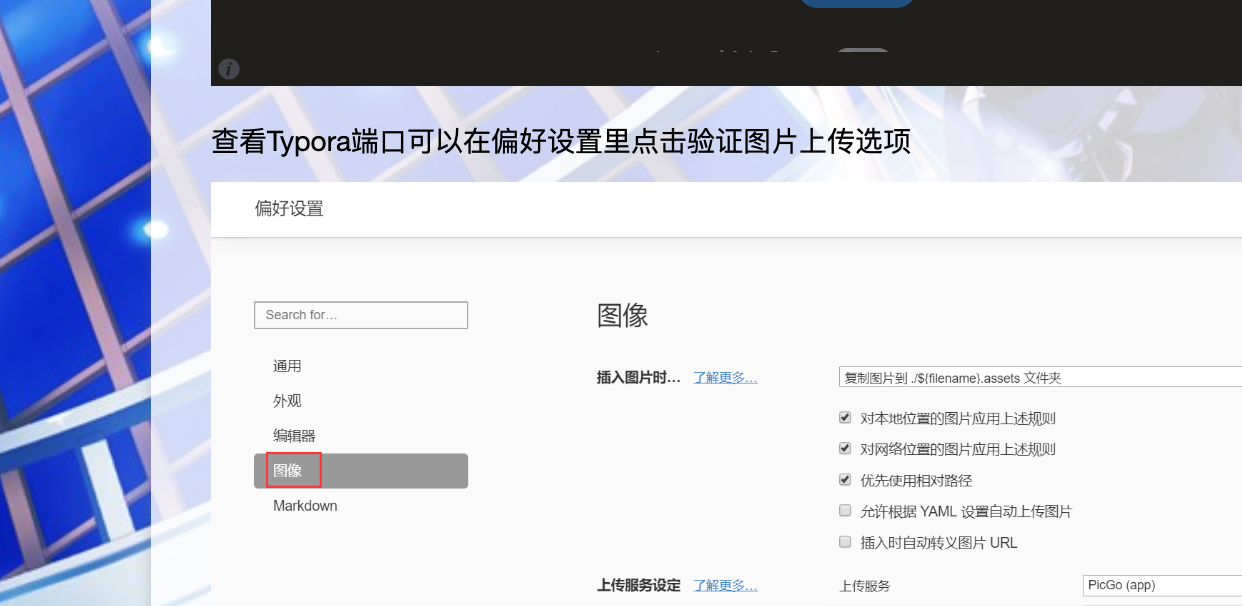 i
查看Typora端口可以在偏好设置里点击验证图片上传选项
偏好设置
Search for…
图像
通用
外观
编辑器
图像
Markdown
插入图片时… 了解更多… 复制图片到 ./${filename}.assets 文件夹
对本地位置的图片应用上述规则
对网络位置的图片应用上述规则
优先使用相对路径
允许根据 YAML 设置自动上传图片
插入时自动转义图片 URL
上传服务设定 了解更多… 上传服务 PicGo (app)